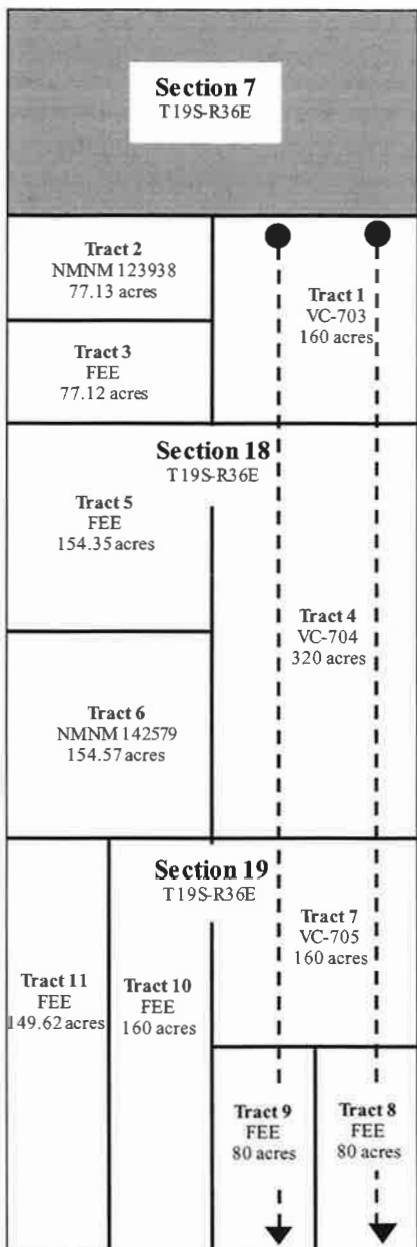 Section 7
T19S-R36E
Tract 2
NMNM 123938
77.13 acres
Tract 1
VC-703
160 acres
Tract 3
FEE
77.12 acres
Section 18
T19S-R36E
Tract 5
FEE
154.35 acres
Tract 4
VC-704
320 acres
Tract 6
NMNM 142579
154.57 acres
Section 19
T19S-R36E
Tract 7
VC-705
160 acres
Tract 11
FEE
149.62 acres
Tract 10
FEE
160 acres
Tract 9
FEE
80 acres
Tract 8
FEE
80 acres